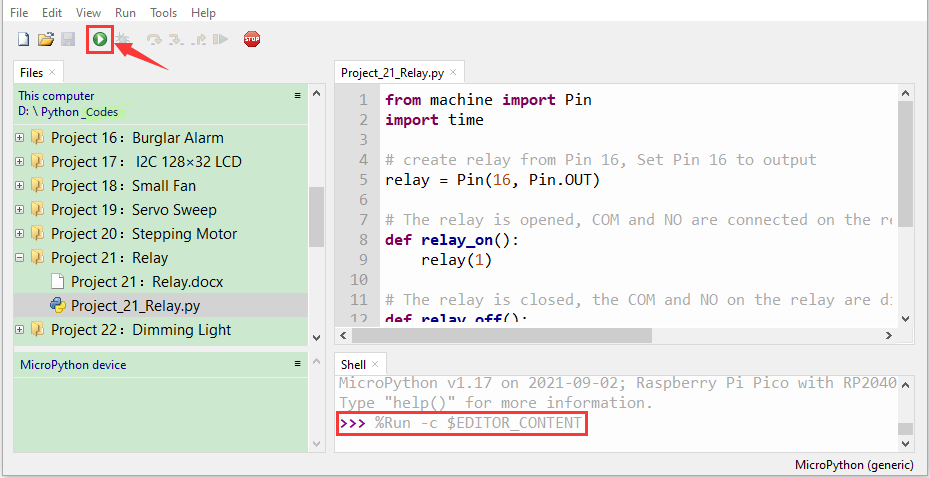 File Edit View Run Tools Help
STOP
Files
This computer
D: \ Python _Codes
Project 16：Burglar Alarm
Project 17： I2C 128×32 LCD
Project 18：Small Fan
Project 19：Servo Sweep
Project 20：Stepping Motor
Project 21：Relay
Project 21：Relay.docx
Project_21_Relay.py
Project 22：Dimming Light
MicroPython device
Project_21_Relay.py
1 from machine import Pin
2 import time
3
4 # create relay from Pin 16, Set Pin 16 to output
5 relay = Pin(16, Pin.OUT)
6
7 # The relay is opened, COM and NO are connected on the re
8 def relay_on():
9 relay(1)
10
11 # The relay is closed, the COM and NO on the relay are di
12 def relay_off():
Shell
MicroPython v1.17 on 2021-09-02; Raspberry Pi Pico with RP2040
Type "help()" for more information.
>>> %Run -c $EDITOR_CONTENT
MicroPython (generic)